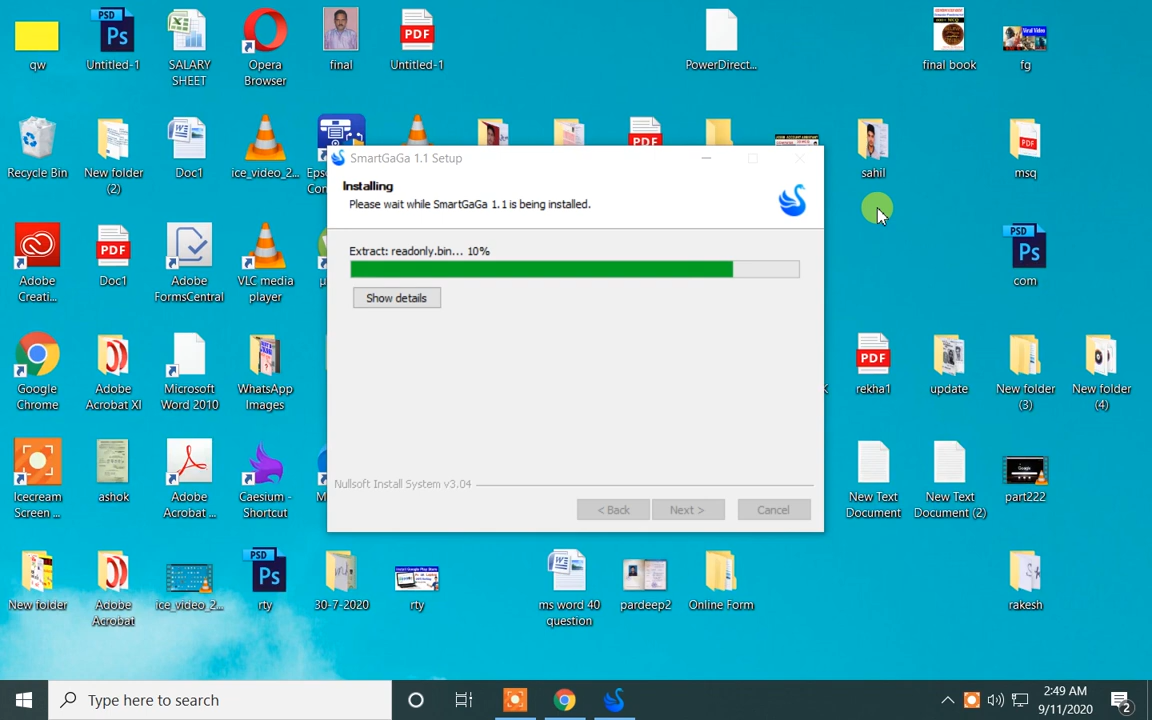 qw
Untitled-1
SALARY
SHEET
Opera
Browser
final
Untitled-1
PowerDirect...
final book
fg
Recycle Bin
New folder
(2)
Doc1
ice_video_2...
sahil
msq
SmartGaGa 1.1 Setup
Installing
Please wait while SmartGaGa 1.1 is being installed.
Extract: readonly.bin... 10%
Show details
Nullsoft Install System v3.04
< Back
Next >
Cancel
Adobe
Creati...
Doc1
Adobe
FormsCentral
VLC media
player
com
Google
Chrome
Adobe
Acrobat XI
Microsoft
Word 2010
WhatsApp
Images
rekha1
update
New folder
(3)
New folder
(4)
Icecream
Screen ...
ashok
Adobe
Acrobat ...
Caesium -
Shortcut
New Text
Document
New Text
Document (2)
part222
New folder
Adobe
Acrobat
ice_video_2...
rty
30-7-2020
rty
ms word 40
question
pardeep2
Online Form
rakesh
Type here to search
2:49 AM
9/11/2020
2